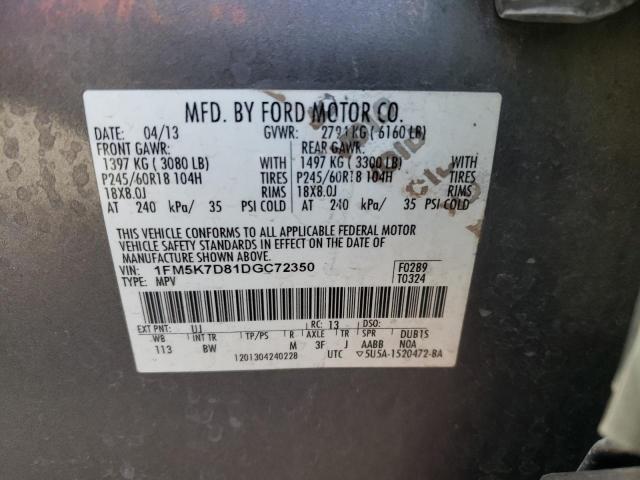 MFD. BY FORD MOTOR CO.
DATE: 04/13 GVWR: 2794 KG ( 6160 LB)
FRONT GAWR: REAR GAWR:
1397 KG ( 3080 LB) WITH 1497 KG ( 3300 LB) WITH
P245/60R18 104H TIRES P245/60R18 104H TIRES
18X8.0J RIMS 18X8.0J RIMS
AT 240 kPa/ 35 PSI COLD AT 240 kPa/ 35 PSI COLD
THIS VEHICLE CONFORMS TO ALL APPLICABLE FEDERAL MOTOR
VEHICLE SAFETY AND BUMPER STANDARDS IN EFFECT ON THE DATE OF
MANUFACTURE SHOWN ABOVE.
VIN: 1FM5K7D81DGC72350 F0289
TYPE: MPV T0324
EXT PNT: UJ RC: 13 DSO:
WB INT TR TP/PS R AXLE TR SPR DUB1S
113 BW M 3F J AABB N0A
1201304240228 UTC ▽5U5A-1520472-BA